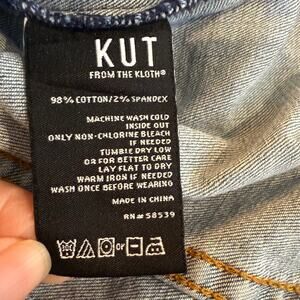 KUT
FROM THE KLOTH®
98% COTTON/2% SPANDEX
MACHINE WASH COLD
INSIDE OUT
ONLY NON-CHLORINE BLEACH
IF NEEDED
TUMBLE DRY LOW
OR FOR BETTER CARE
LAY FLAT TO DRY
WARM IRON IF NEEDED
WASH ONCE BEFORE WEARING
MADE IN CHINA
RN# 58539
or